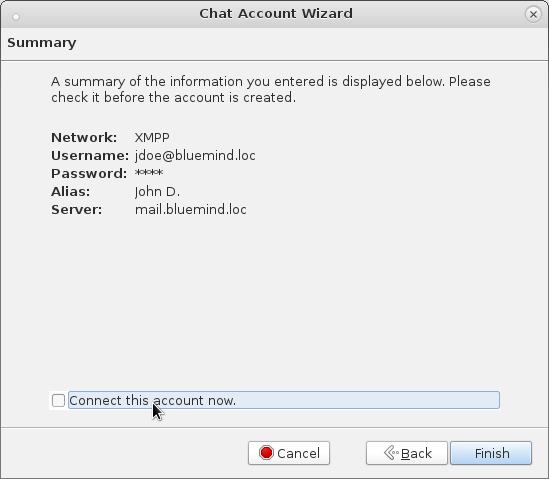 Chat Account Wizard
Summary
A summary of the information you entered is displayed below. Please
check it before the account is created.
Network: XMPP
Username: jdoe@bluemind.loc
Password: ****
Alias: John D.
Server: mail.bluemind.loc
Connect this account now.
Cancel Back Finish